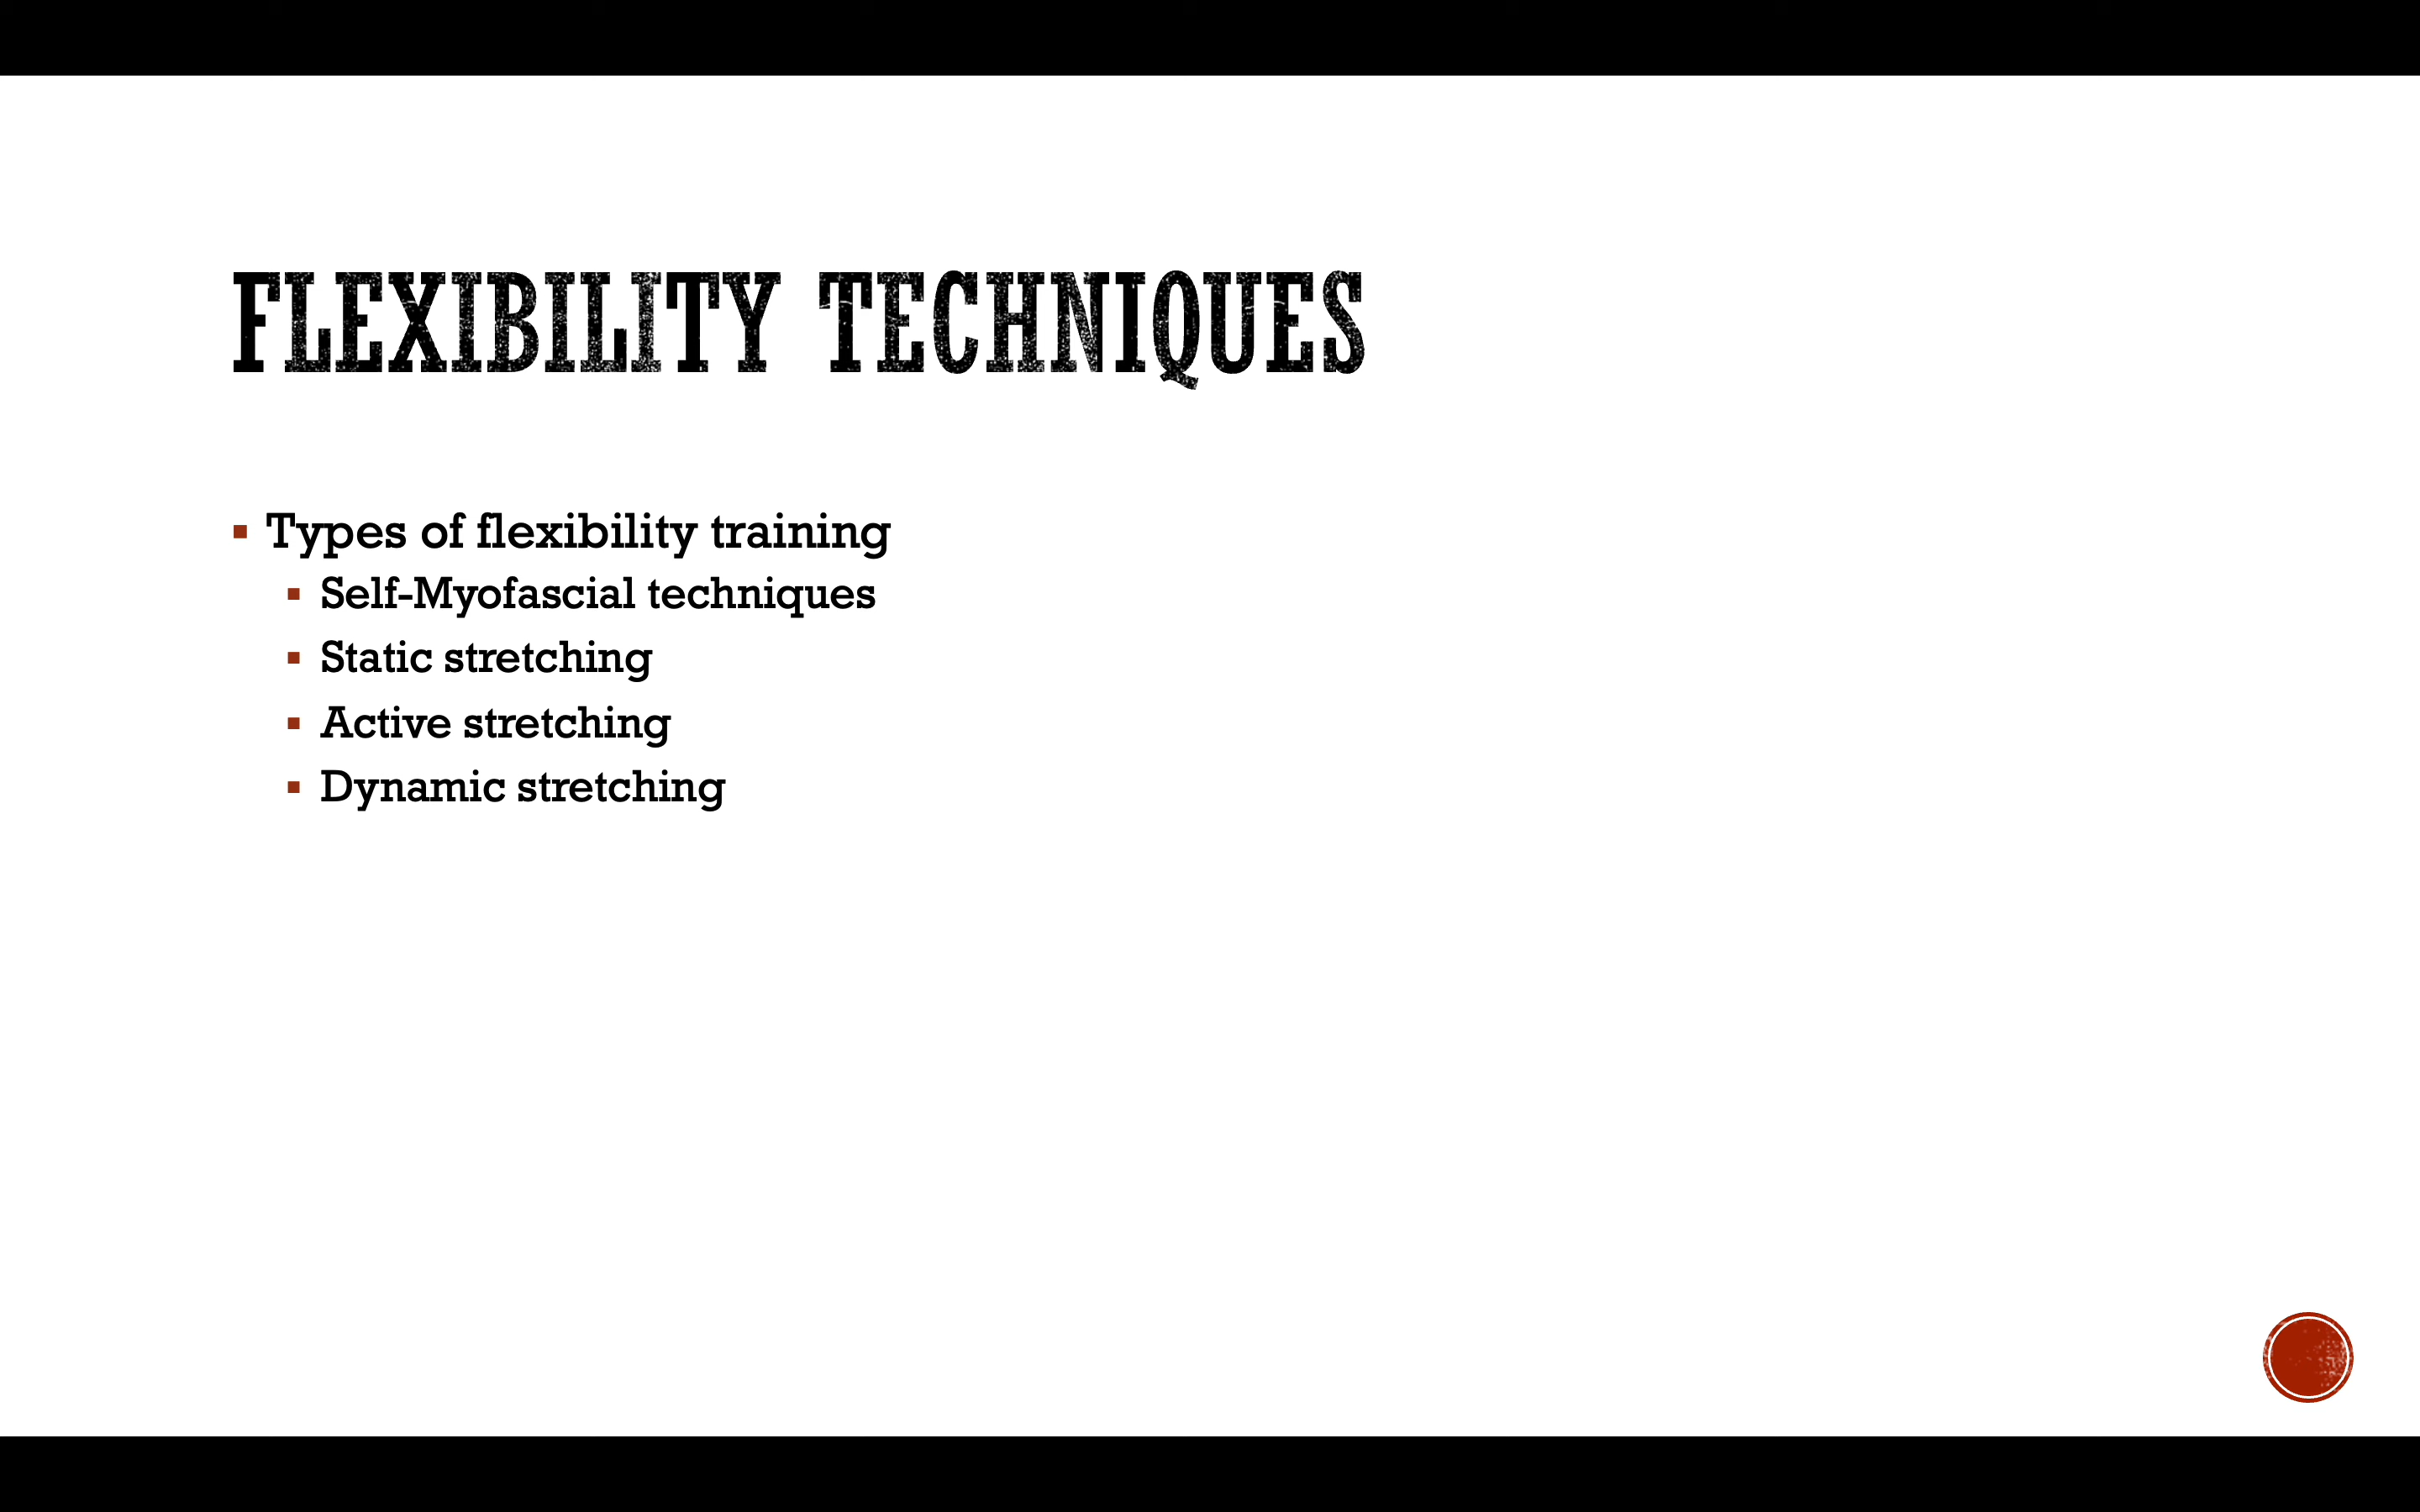 FLEXIBILITY TECHNIQUES
Types of flexibility training
Self-Myofascial techniques
Static stretching
Active stretching
Dynamic stretching